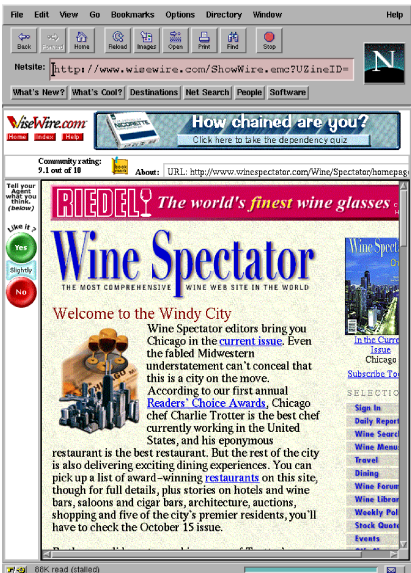 File Edit View Go Bookmarks Options Directory Window Help
Back Forward Home Reload Images Open Print Find Stop
Netsite: http://www.wisewire.com/ShowWire.emc?UZineID=
N
What's New? What's Cool? Destinations Net Search People Software
WiseWire.com
Home Index Help
NICORETTE
How chained are you?
Click here to take the dependency quiz
Community rating:
9.1 out of 10
About: URL: http://www.winespectator.com/Wine/Spectator/homepag
Tell your
Agent
what you
think.
(below)
Like it?
Yes
Slightly
No
RIEDEL The world's finest wine glasses
Wine Spectator
THE MOST COMPREHENSIVE WINE WEB SITE IN THE WORLD
Welcome to the Windy City
Wine Spectator editors bring you
Chicago in the current issue. Even
the fabled Midwestern
understatement can't conceal that
this is a city on the move.
According to our first annual
Readers' Choice Awards, Chicago
chef Charlie Trotter is the best chef
currently working in the United
States, and his eponymous
restaurant is the best restaurant. But the rest of the city
is also delivering exciting dining experiences. You can
pick up a list of award-winning restaurants on this site,
though for full details, plus stories on hotels and wine
bars, saloons and cigar bars, architecture, auctions,
shopping and five of the city's premier residents, you'll
have to check the October 15 issue.
Wine Spect
In the Curre
Issue
Chicago
Subscribe Too
SELECTIO
Sign In
Daily Report
Wine Searc
Wine Menu
Travel
Dining
Wine Forum
Wine Librar
Weekly Pol
Stock Quote
Events
88K read (stalled)